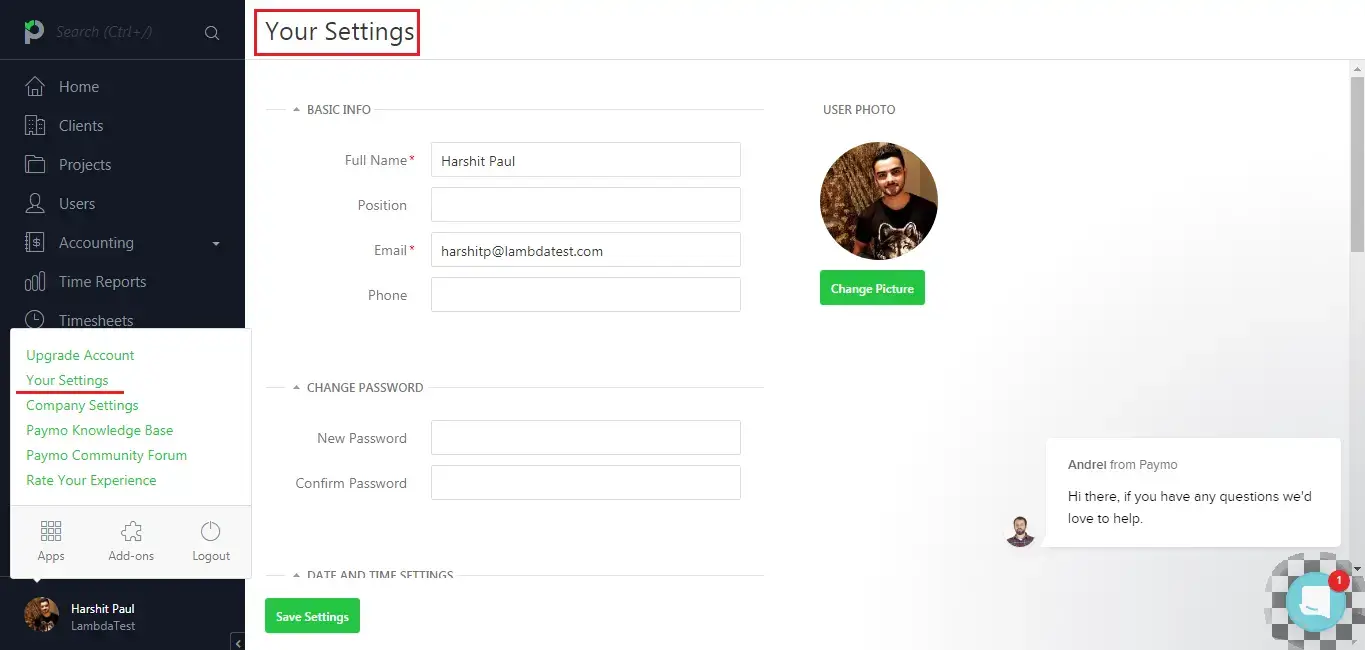 Search (Ctrl+/)
Home
Clients
Projects
Users
Accounting
Time Reports
Timesheets
Upgrade Account
Your Settings
Company Settings
Paymo Knowledge Base
Paymo Community Forum
Rate Your Experience
Apps
Add-ons
Logout
Harshit Paul
LambdaTest
Your Settings
BASIC INFO
Full Name* Harshit Paul
Position
Email* harshitp@lambdatest.com
Phone
USER PHOTO
Change Picture
CHANGE PASSWORD
New Password
Confirm Password
DATE AND TIME SETTINGS
Save Settings
Andrei from Paymo
Hi there, if you have any questions we'd
love to help.
1